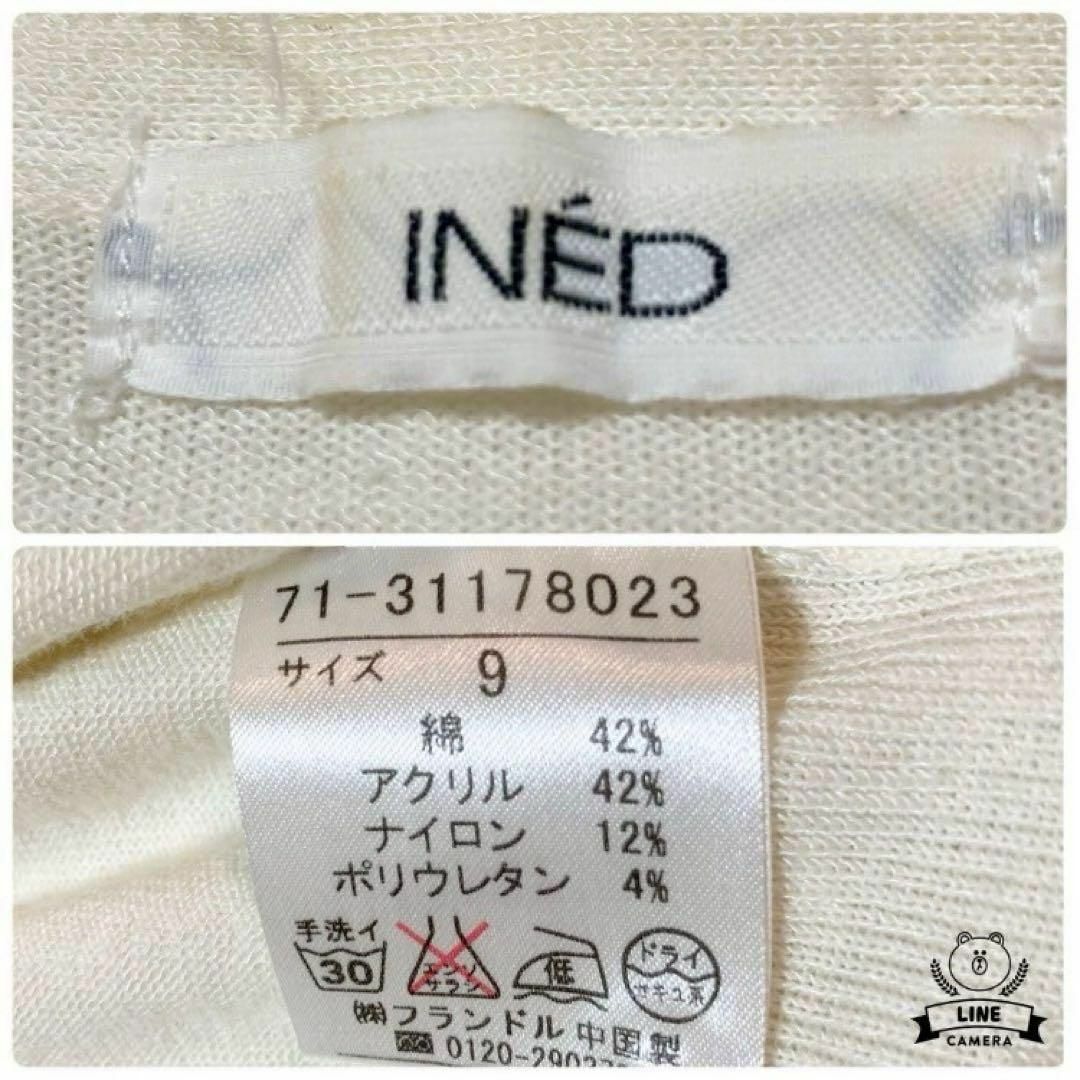 INÉD
71-31178023
サイズ 9
綿 42%
アクリル 42%
ナイロン 12%
ポリウレタン 4%
手洗イ
30
エンソ
サラシ
低
ドライ
セキユ系
㈱フランドル 中国製
0120-2902
LINE
CAMERA